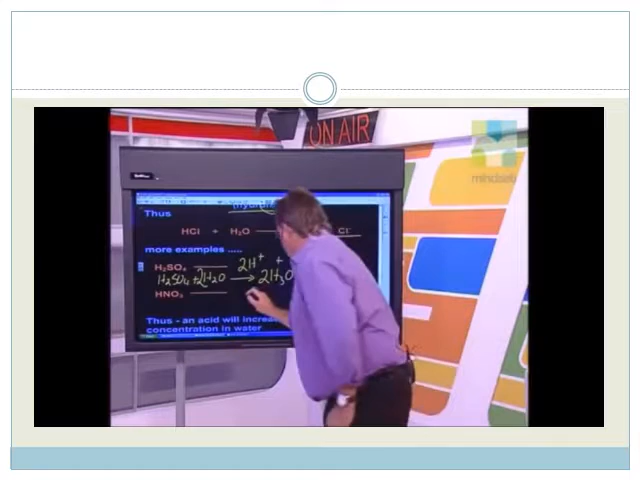 ON AIR
mindset
Thus
HCl + H₂O Cl⁻
more examples .....
2H⁺ +
H₂SO₄
H₂SO₄ + 2H₂O → 2H₃O
HNO₃
Thus - an acid will increa
concentration in water